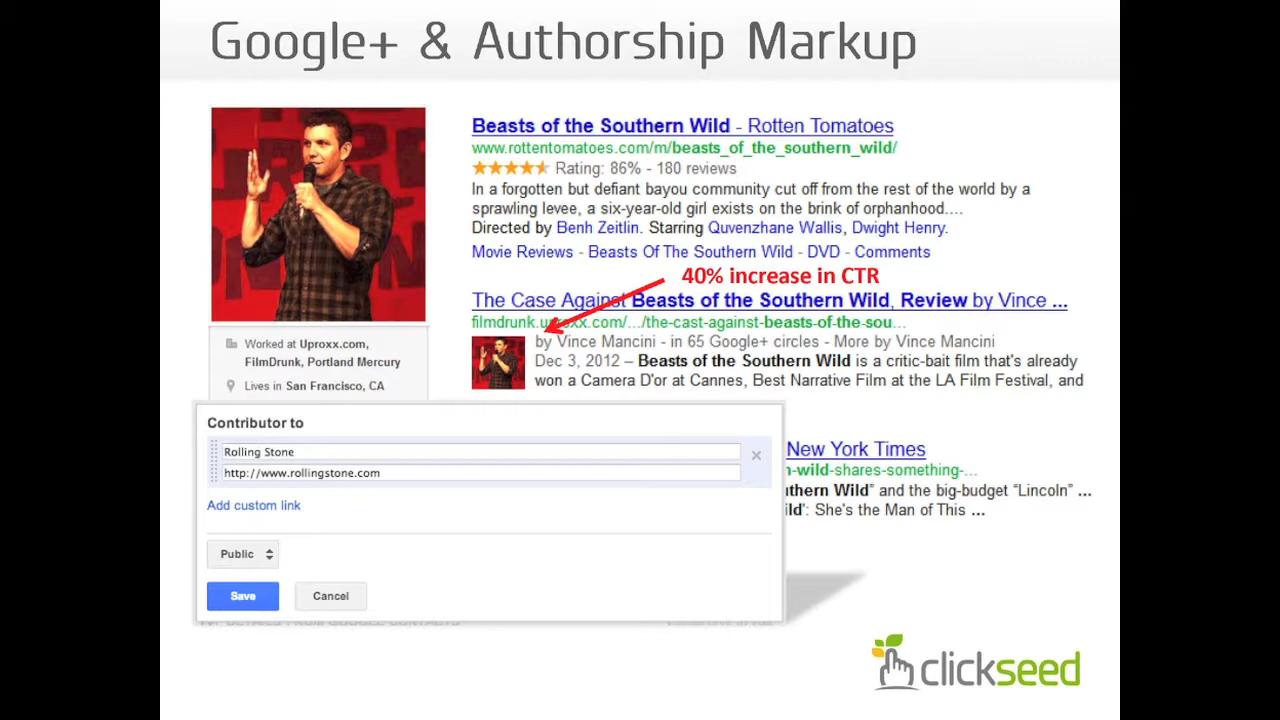 Google+ & Authorship Markup
Beasts of the Southern Wild - Rotten Tomatoes
www.rottentomatoes.com/m/beasts_of_the_southern_wild/
Rating: 86% - 180 reviews
In a forgotten but defiant bayou community cut off from the rest of the world by a
sprawling levee, a six-year-old girl exists on the brink of orphanhood....
Directed by Benh Zeitlin. Starring Quvenzhane Wallis, Dwight Henry.
Movie Reviews - Beasts Of The Southern Wild - DVD - Comments
40% increase in CTR
The Case Against Beasts of the Southern Wild, Review by Vince ...
filmdrunk.uproxx.com/.../the-cast-against-beasts-of-the-sou...
by Vince Mancini - in 65 Google+ circles - More by Vince Mancini
Dec 3, 2012 – Beasts of the Southern Wild is a critic-bait film that's already
won a Camera D'or at Cannes, Best Narrative Film at the LA Film Festival, and
Worked at Uproxx.com,
FilmDrunk, Portland Mercury
Lives in San Francisco, CA
Contributor to
Rolling Stone
http://www.rollingstone.com
Add custom link
Public
Save
Cancel
New York Times
n-wild-shares-something-...
uthern Wild” and the big-budget “Lincoln” ...
ild': She's the Man of This ...
clickseed